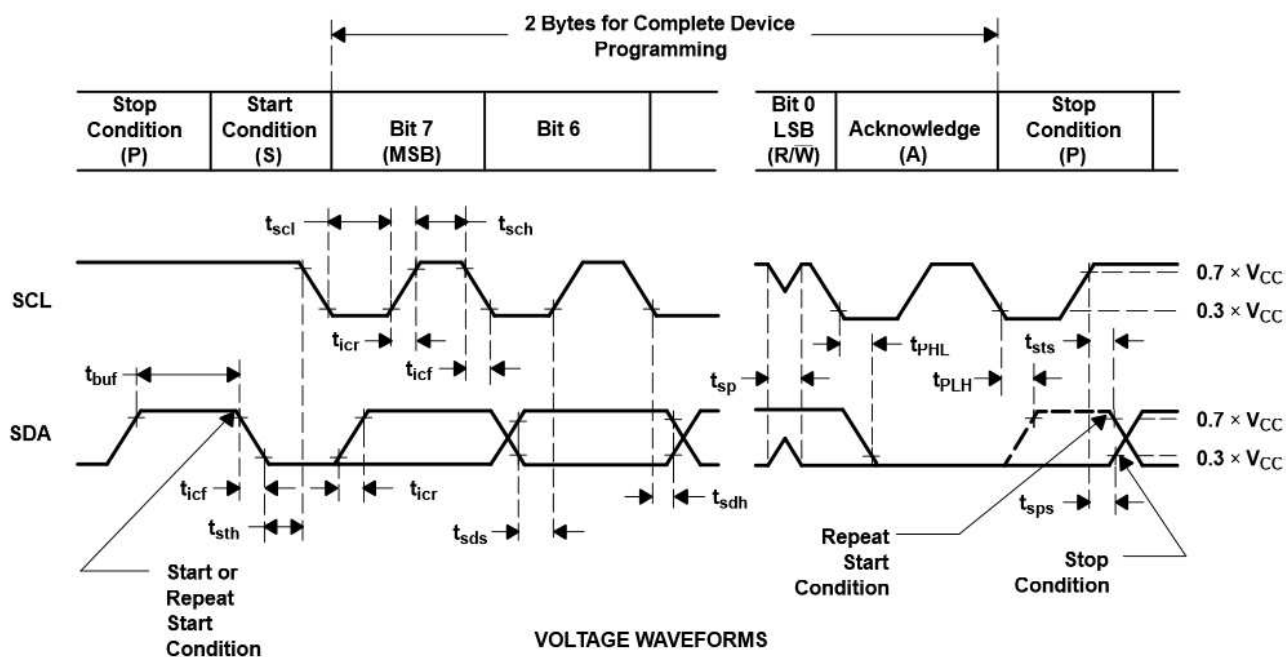 2 Bytes for Complete Device
Programming
Stop
Condition
(P)
Start
Condition
(S)
Bit 7
(MSB)
Bit 6
Bit 0
LSB
(R/W̅)
Acknowledge
(A)
Stop
Condition
(P)
tscl
tsch
SCL
0.7 × VCC
0.3 × VCC
ticr
ticf
tPHL
tsts
tbuf
tsp
tPLH
SDA
0.7 × VCC
0.3 × VCC
ticf
ticr
tsdh
tsth
tsds
tsps
Start or
Repeat
Start
Condition
Repeat
Start
Condition
Stop
Condition
VOLTAGE WAVEFORMS